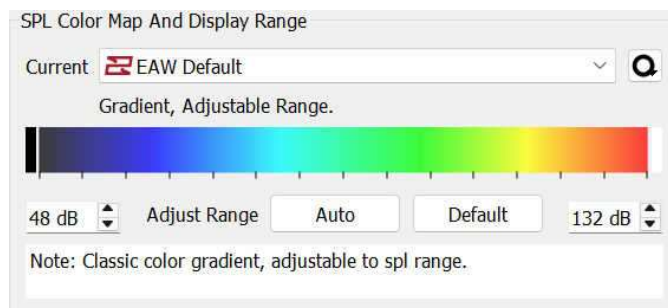 SPL Color Map And Display Range
Current EAW Default
Gradient, Adjustable Range.
48 dB Adjust Range Auto Default 132 dB
Note: Classic color gradient, adjustable to spl range.